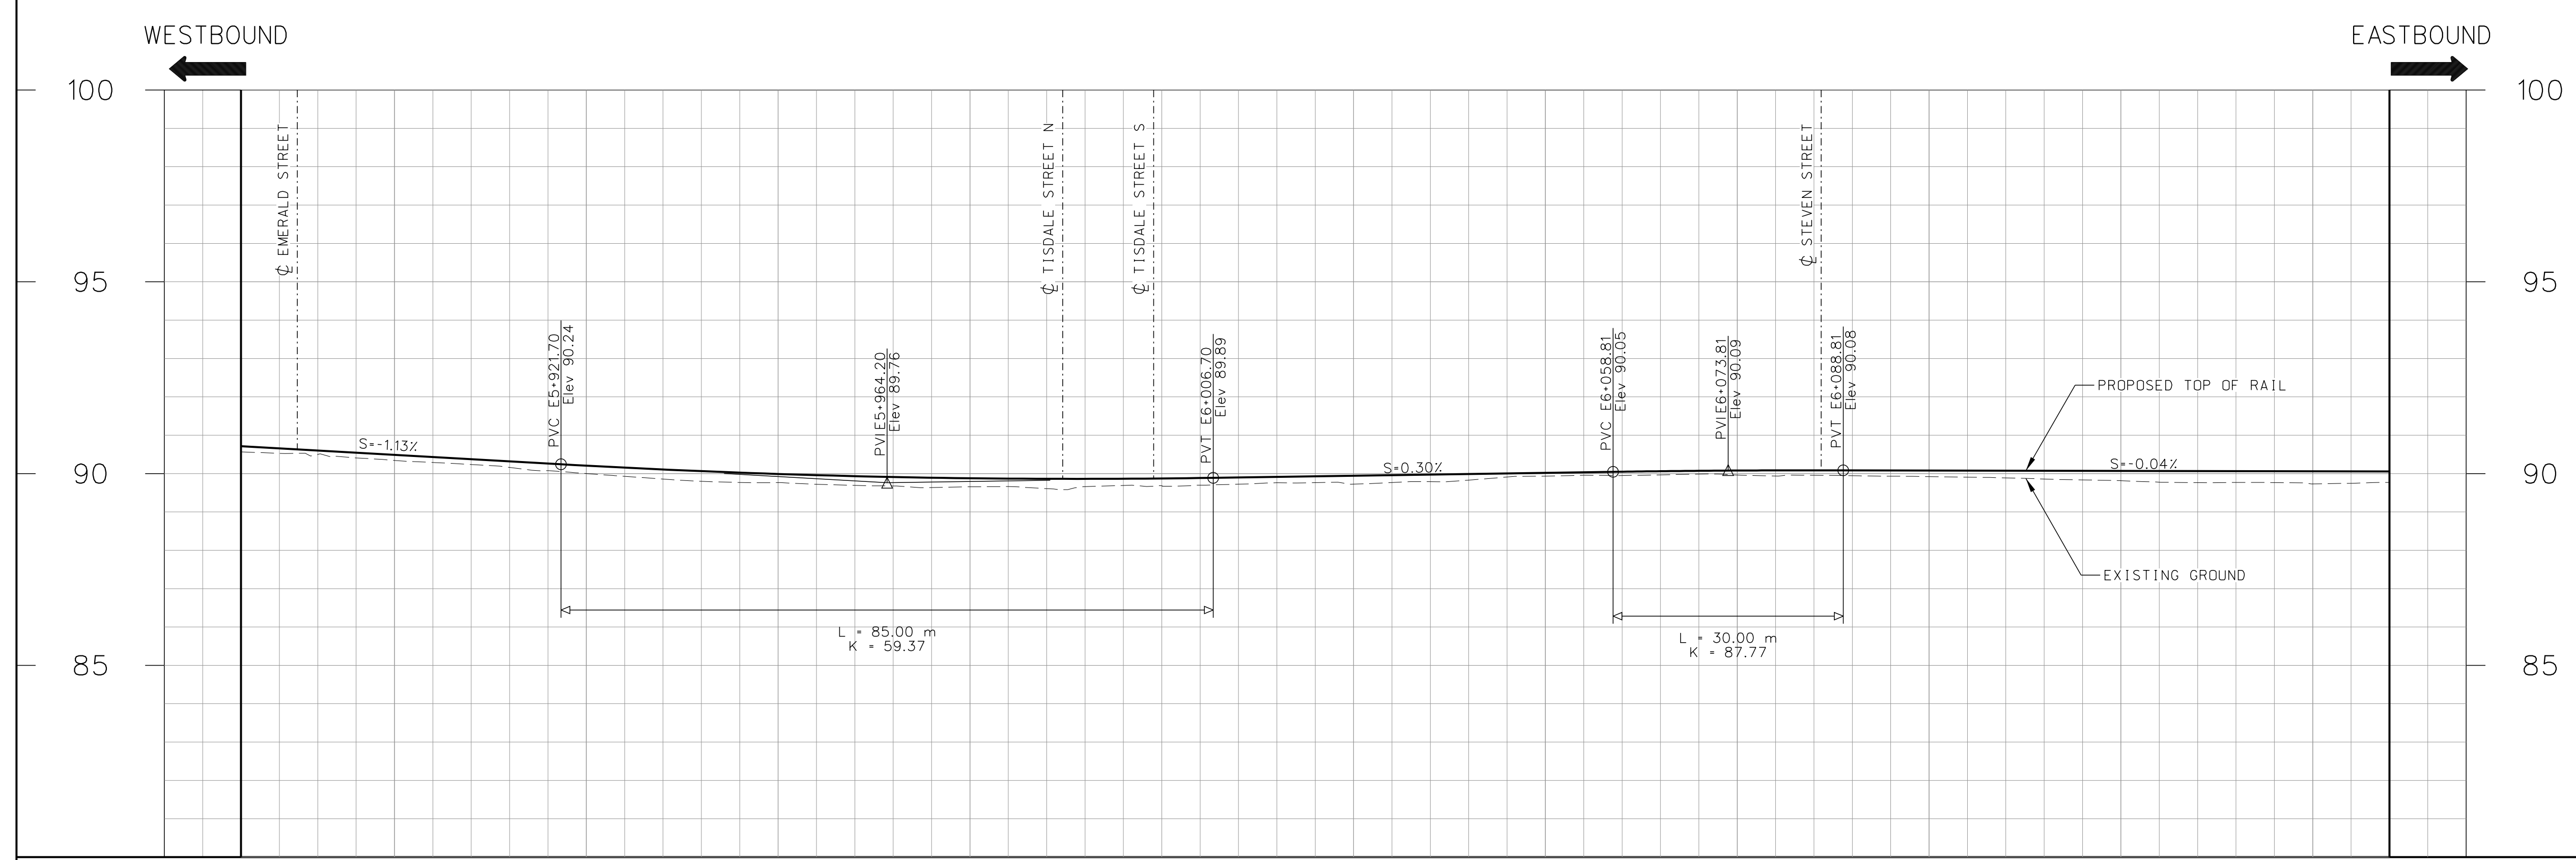 WESTBOUND
EASTBOUND
100
100
95
95
90
90
85
85
℄ EMERALD STREET
℄ TISDALE STREET N
℄ TISDALE STREET S
℄ STEVEN STREET
S=-1.13%
PVC E5+921.70
Elev 90.24
PVIE5+964.20
Elev 89.76
PVT E6+006.70
Elev 89.89
S=0.30%
PVC E6+058.81
Elev 90.05
PVIE6+073.81
Elev 90.09
PVT E6+088.81
Elev 90.08
S=-0.04%
PROPOSED TOP OF RAIL
EXISTING GROUND
L = 85.00 m
K = 59.37
L = 30.00 m
K = 87.77